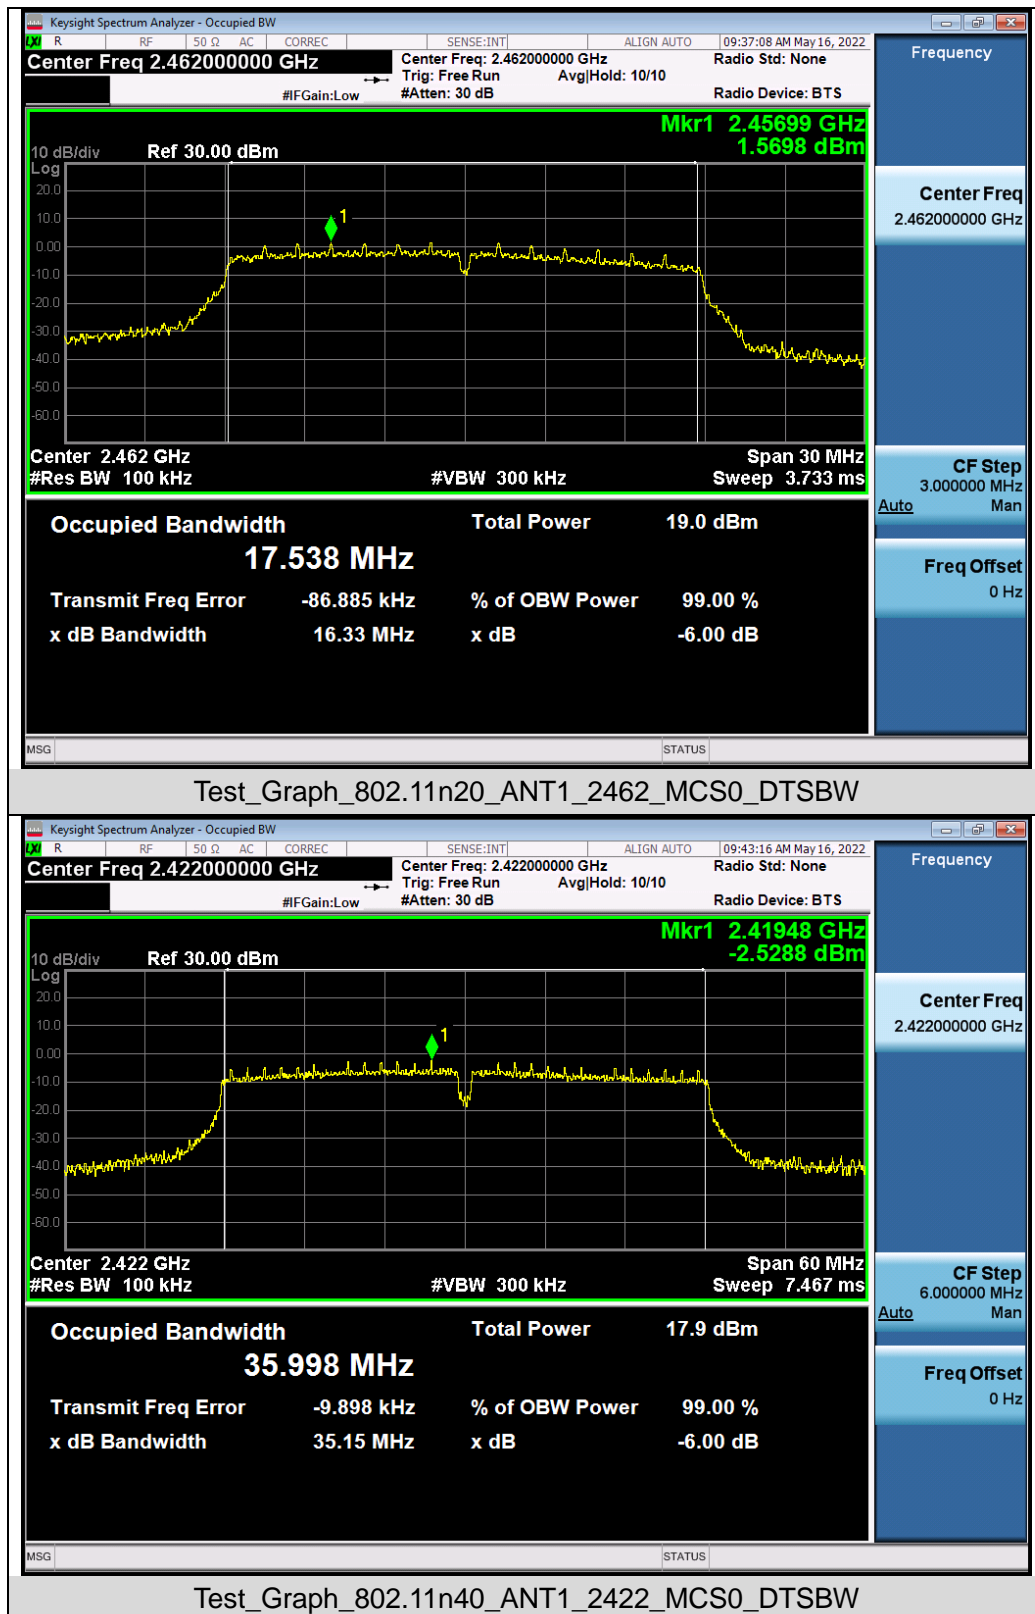 Keysight Spectrum Analyzer - Occupied BW
LXI R RF 50 Ω AC CORREC SENSE:INT ALIGN AUTO 09:37:08 AM May 16, 2022
Center Freq 2.462000000 GHz
Center Freq: 2.462000000 GHz Radio Std: None
Trig: Free Run Avg|Hold: 10/10
#IFGain:Low #Atten: 30 dB Radio Device: BTS
Frequency
Mkr1 2.45699 GHz
1.5698 dBm
10 dB/div Ref 30.00 dBm
Log
20.0
10.0
1
0.00
-10.0
-20.0
-30.0
-40.0
-50.0
-60.0
Center 2.462 GHz Span 30 MHz
#Res BW 100 kHz #VBW 300 kHz Sweep 3.733 ms
Center Freq
2.462000000 GHz
CF Step
3.000000 MHz
Auto Man
Freq Offset
0 Hz
Occupied Bandwidth Total Power 19.0 dBm
17.538 MHz
Transmit Freq Error -86.885 kHz % of OBW Power 99.00 %
x dB Bandwidth 16.33 MHz x dB -6.00 dB
MSG STATUS
Test_Graph_802.11n20_ANT1_2462_MCS0_DTSBW
Keysight Spectrum Analyzer - Occupied BW
LXI R RF 50 Ω AC CORREC SENSE:INT ALIGN AUTO 09:43:16 AM May 16, 2022
Center Freq 2.422000000 GHz
Center Freq: 2.422000000 GHz Radio Std: None
Trig: Free Run Avg|Hold: 10/10
#IFGain:Low #Atten: 30 dB Radio Device: BTS
Frequency
Mkr1 2.41948 GHz
-2.5288 dBm
10 dB/div Ref 30.00 dBm
Log
20.0
10.0
1
0.00
-10.0
-20.0
-30.0
-40.0
-50.0
-60.0
Center 2.422 GHz Span 60 MHz
#Res BW 100 kHz #VBW 300 kHz Sweep 7.467 ms
Center Freq
2.422000000 GHz
CF Step
6.000000 MHz
Auto Man
Freq Offset
0 Hz
Occupied Bandwidth Total Power 17.9 dBm
35.998 MHz
Transmit Freq Error -9.898 kHz % of OBW Power 99.00 %
x dB Bandwidth 35.15 MHz x dB -6.00 dB
MSG STATUS
Test_Graph_802.11n40_ANT1_2422_MCS0_DTSBW